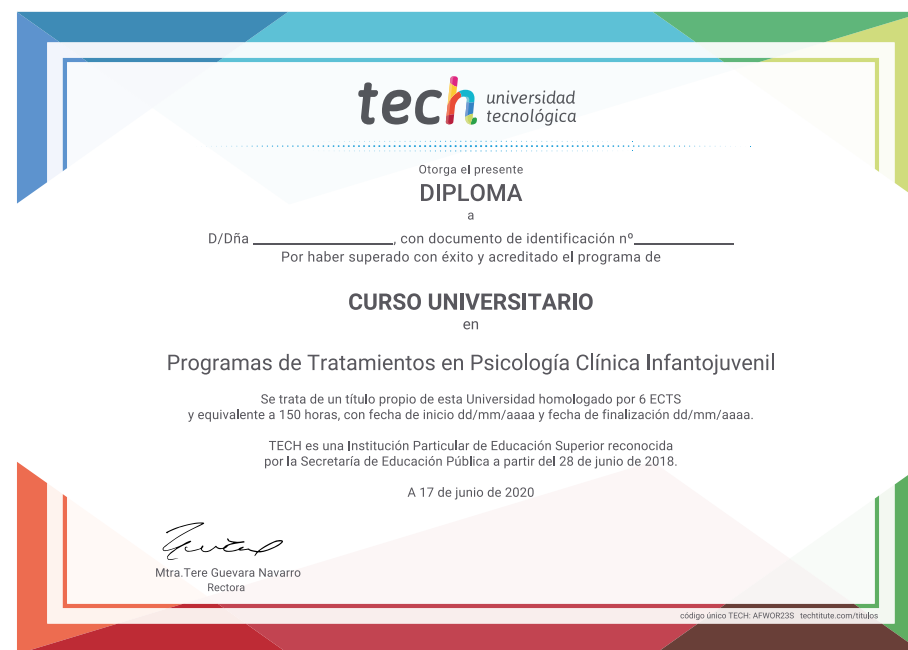 tech universidad
tecnológica
Otorga el presente
DIPLOMA
a
D/Dña ________________, con documento de identificación nº____________
Por haber superado con éxito y acreditado el programa de
CURSO UNIVERSITARIO
en
Programas de Tratamientos en Psicología Clínica Infantojuvenil
Se trata de un título propio de esta Universidad homologado por 6 ECTS
y equivalente a 150 horas, con fecha de inicio dd/mm/aaaa y fecha de finalización dd/mm/aaaa.
TECH es una Institución Particular de Educación Superior reconocida
por la Secretaría de Educación Pública a partir del 28 de junio de 2018.
A 17 de junio de 2020
Mtra.Tere Guevara Navarro
Rectora
código único TECH: AFWOR23S techtitute.com/titulos